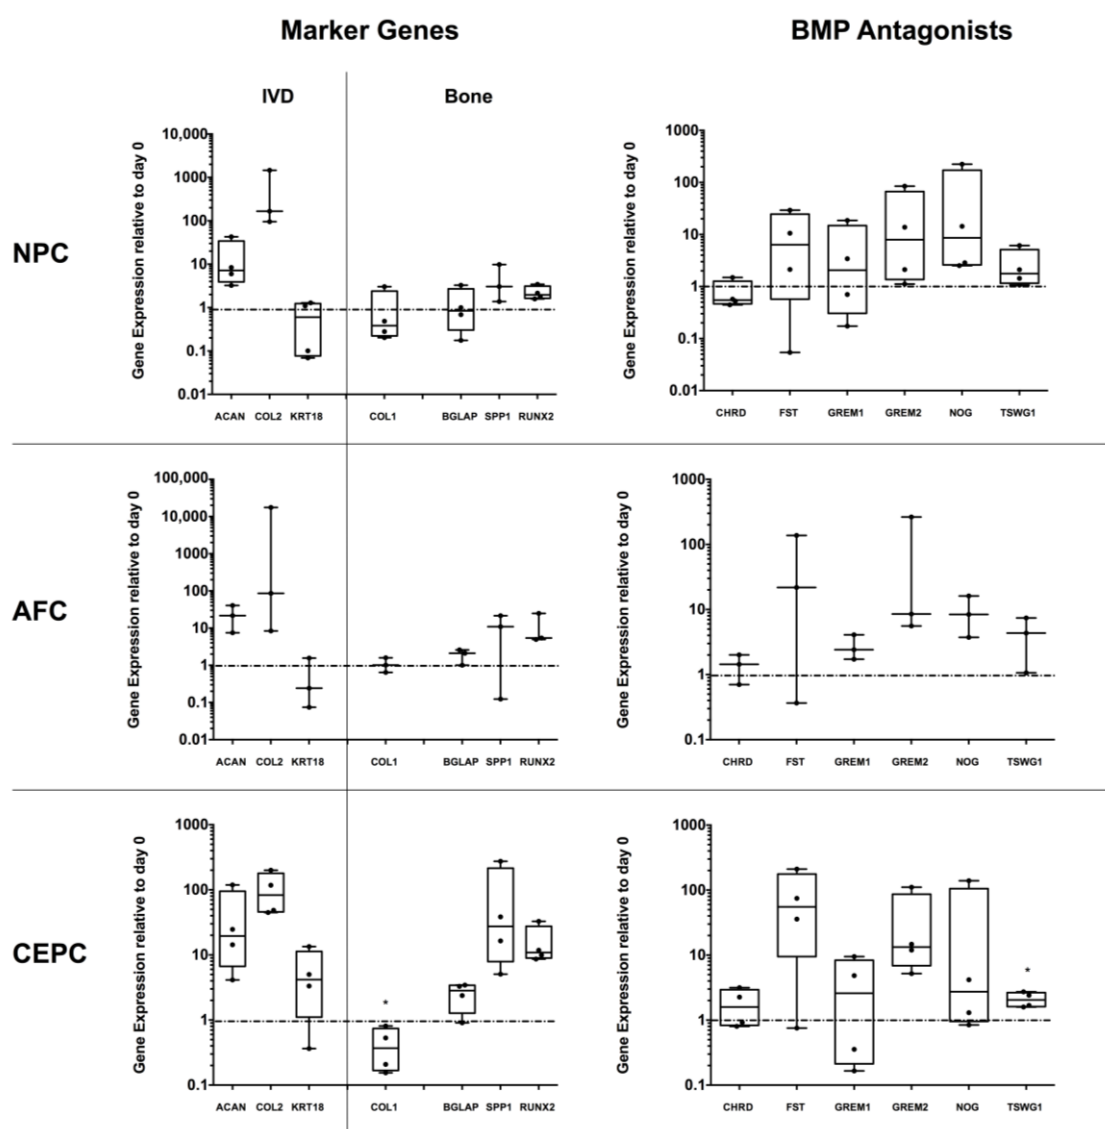 Marker Genes
BMP Antagonists
IVD
Bone
NPC
Gene Expression relative to day 0
10,000
1000
100
10
1
0.1
0.01
ACAN COL2 KRT18 COL1 BGLAP SPP1 RUNX2
Gene Expression relative to day 0
1000
100
10
1
0.1
0.01
CHRD FST GREM1 GREM2 NOG TSWG1
AFC
Gene Expression relative to day 0
100,000
10,000
1000
100
10
1
0.1
0.01
ACAN COL2 KRT18 COL1 BGLAP SPP1 RUNX2
Gene Expression relative to day 0
1000
100
10
1
0.1
CHRD FST GREM1 GREM2 NOG TSWG1
CEPC
Gene Expression relative to day 0
1000
100
10
1
0.1
*
ACAN COL2 KRT18 COL1 BGLAP SPP1 RUNX2
Gene Expression relative to day 0
1000
100
10
1
0.1
*
CHRD FST GREM1 GREM2 NOG TSWG1